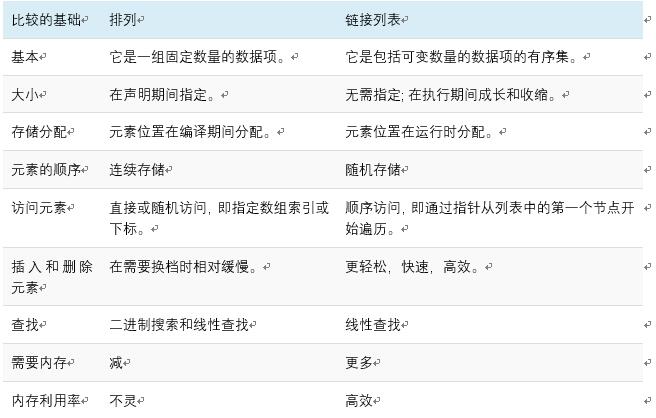 比较的基础 排列 链接列表
基本 它是一组固定数量的数据项。 它是包括可变数量的数据项的有序集。
大小 在声明期间指定。 无需指定; 在执行期间成长和收缩。
存储分配 元素位置在编译期间分配。 元素位置在运行时分配。
元素的顺序 连续存储 随机存储
访问元素 直接或随机访问, 即指定数组索引或 顺序访问, 即通过指针从列表中的第一个节点开
下标。 始遍历。
插入和删除 在需要换档时相对缓慢。 更轻松, 快速, 高效。
元素
查找 二进制搜索和线性查找 线性查找
需要内存 减 更多
内存利用率 不灵 高效